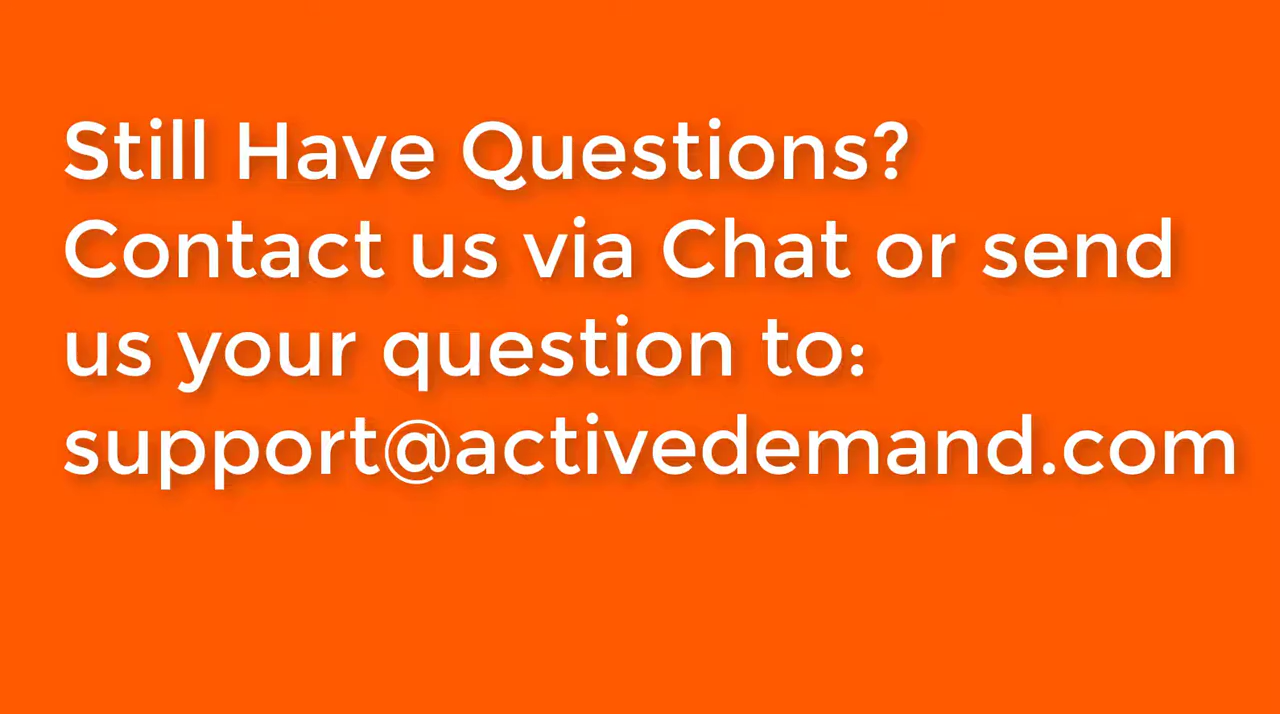 Still Have Questions?
Contact us via Chat or send
us your question to:
support@activedemand.com